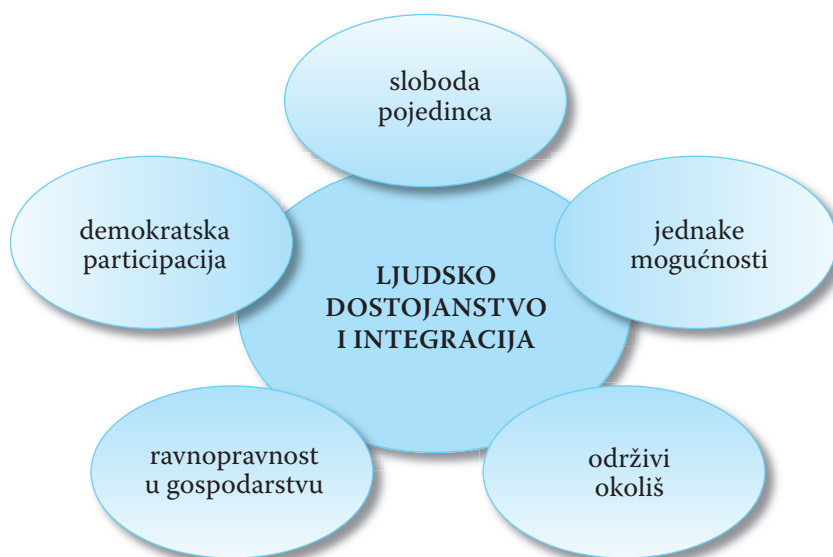 sloboda
pojedinca
demokratska
participacija
jednake
mogućnosti
LJUDSKO
DOSTOJANSTVO
I INTEGRACIJA
ravnopravnost
u gospodarstvu
održivi
okoliš